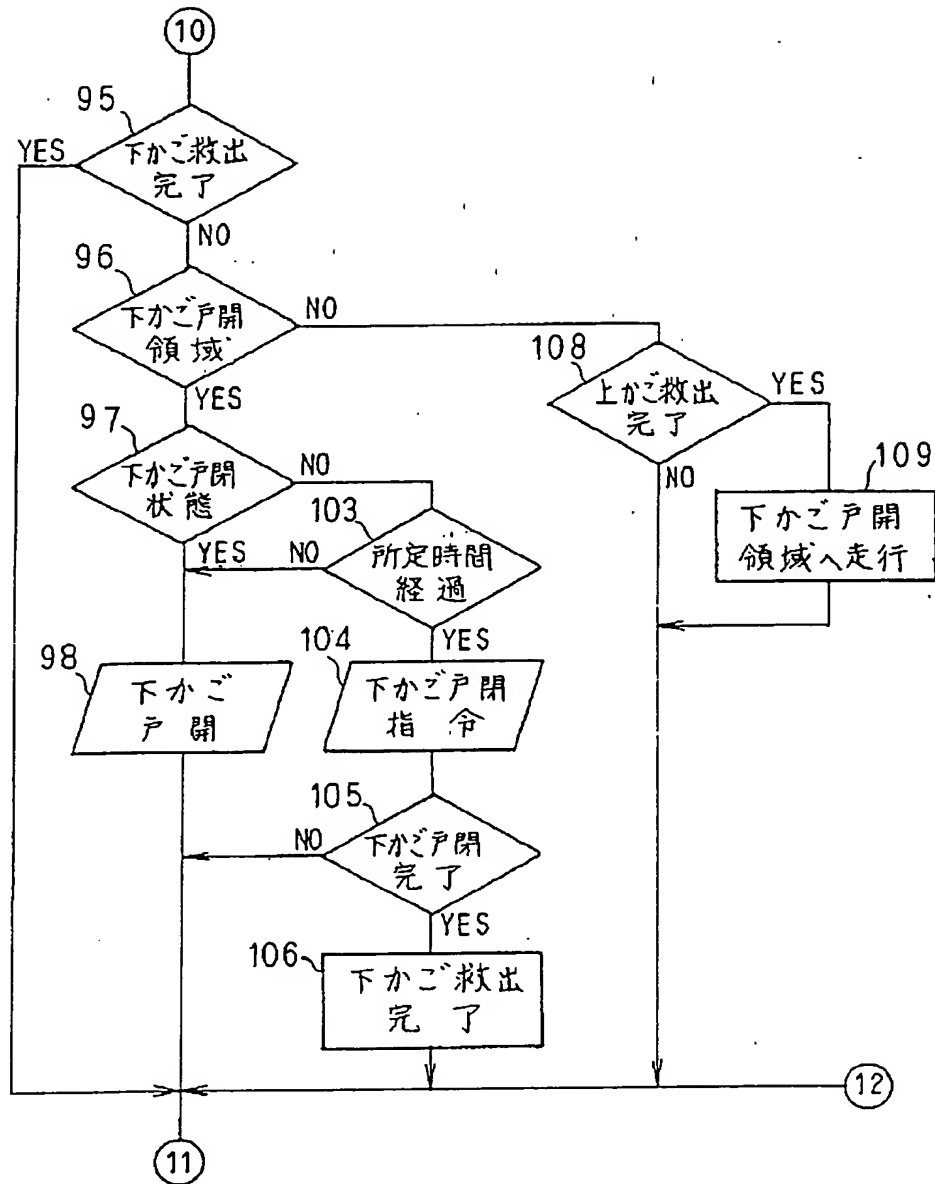 10
95
YES
下かご救出
完了
NO
96
下かご戸開
領域
NO
YES
108
上かご救出
完了
YES
NO
97
下かご戸閉
状態
NO
YES
109
下かご戸開
領域へ走行
103
所定時間
経過
NO
YES
98
下かご
戸開
104
下かご戸閉
指令
105
下かご戸閉
完了
NO
YES
106
下かご救出
完了
12
11